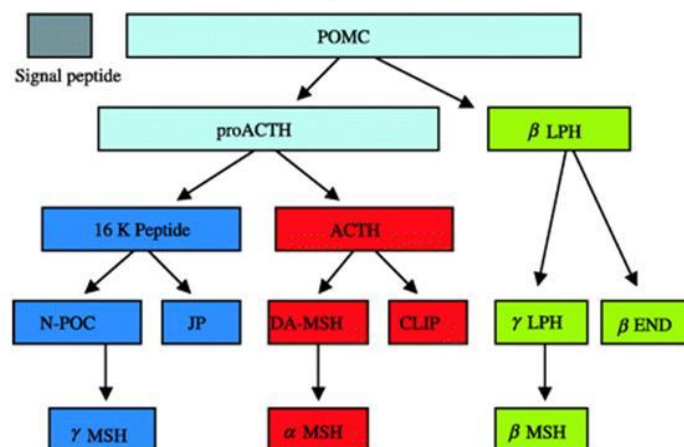 POMC
Signal peptide
proACTH
β LPH
16 K Peptide
ACTH
N-POC
JP
DA-MSH
CLIP
γ LPH
β END
γ MSH
α MSH
β MSH